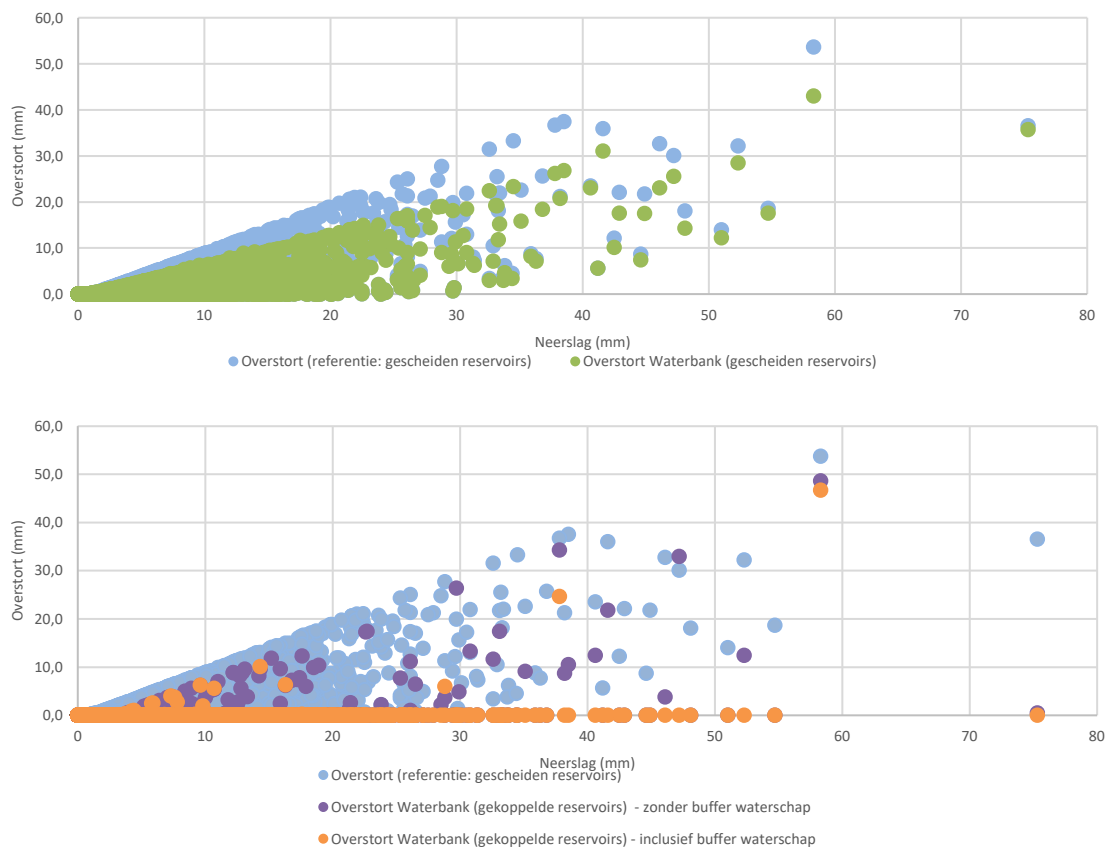 60,0
50,0
40,0
30,0
20,0
10,0
0,0
Overstort (mm)
0 10 20 30 40 50 60 70 80
Neerslag (mm)
Overstort (referentie: gescheiden reservoirs) Overstort Waterbank (gescheiden reservoirs)
60,0
50,0
40,0
30,0
20,0
10,0
0,0
Overstort (mm)
0 10 20 30 40 50 60 70 80
Neerslag (mm)
Overstort (referentie: gescheiden reservoirs)
Overstort Waterbank (gekoppelde reservoirs) - zonder buffer waterschap
Overstort Waterbank (gekoppelde reservoirs) - inclusief buffer waterschap